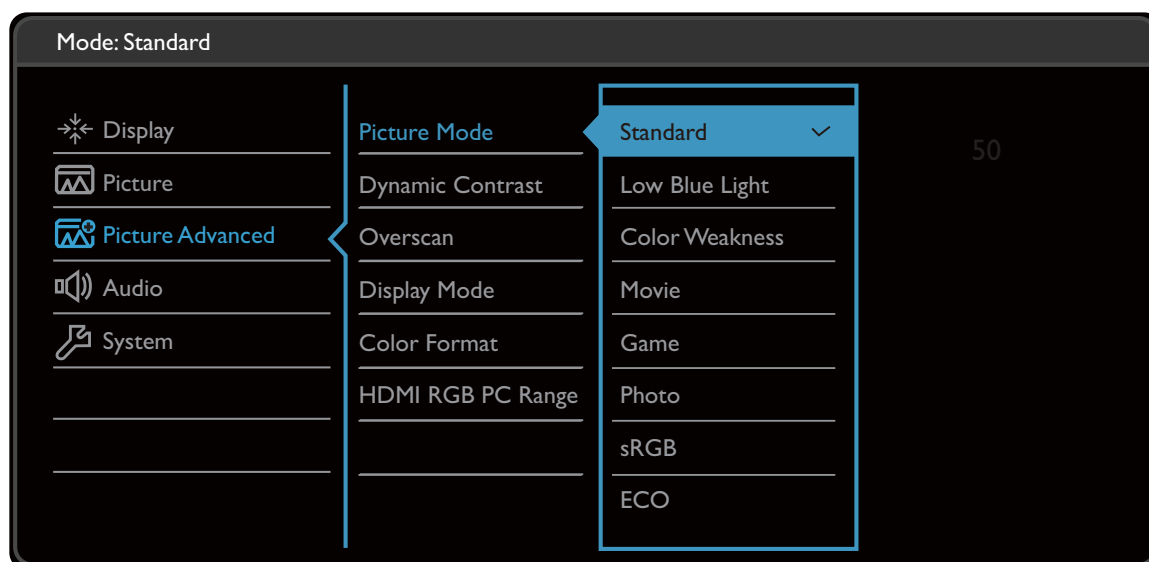 Mode: Standard
Display
Picture
Picture Advanced
Audio
System
Picture Mode
Dynamic Contrast
Overscan
Display Mode
Color Format
HDMI RGB PC Range
Standard
Low Blue Light
Color Weakness
Movie
Game
Photo
sRGB
ECO
50